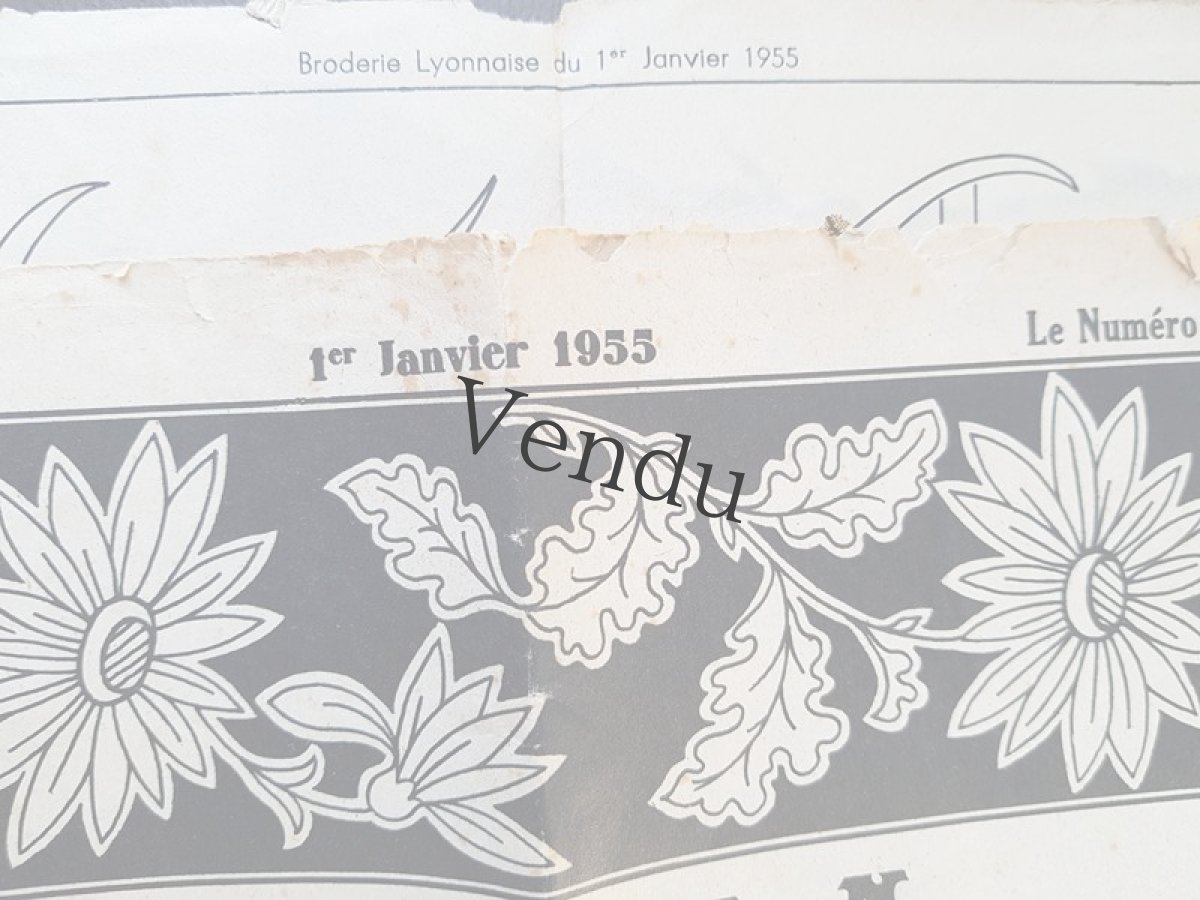 Broderie Lyonnaise du 1er Janvier 1955
1er Janvier 1955
Le Numéro
Vendu